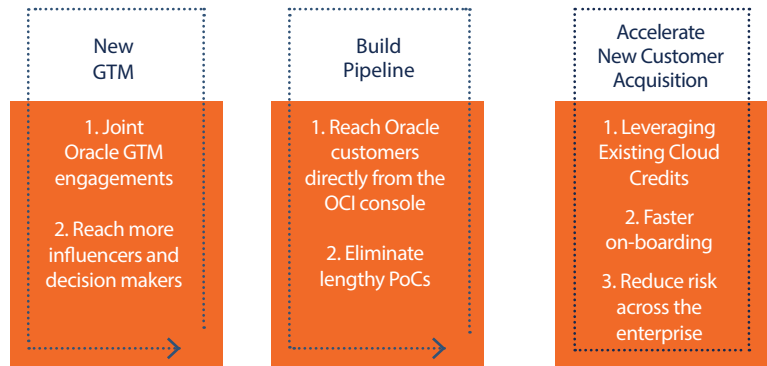 New
GTM
1. Joint
Oracle GTM
engagements
2. Reach more
influencers and
decision makers
Build
Pipeline
1. Reach Oracle
customers
directly from the
OCI console
2. Eliminate
lengthy PoCs
Accelerate
New Customer
Acquisition
1. Leveraging
Existing Cloud
Credits
2. Faster
on-boarding
3. Reduce risk
across the
enterprise